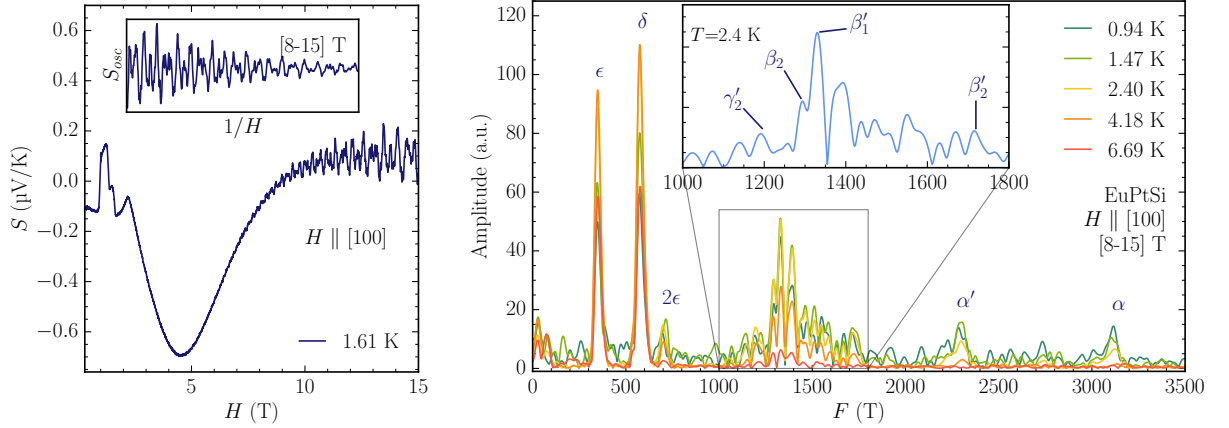 0.6
0.4
0.2
0.0
−0.2
−0.4
−0.6
S (µV/K)
S_osc
[8-15] T
1/H
H ∥ [100]
1.61 K
5
10
15
H (T)
120
100
80
60
40
20
0
Amplitude (a.u.)
ϵ
δ
2ϵ
α′
α
T=2.4 K
γ′₂
β₂
β′₁
β′₂
1000
1200
1400
1600
1800
0.94 K
1.47 K
2.40 K
4.18 K
6.69 K
EuPtSi
H ∥ [100]
[8-15] T
0
500
1000
1500
2000
2500
3000
3500
F (T)